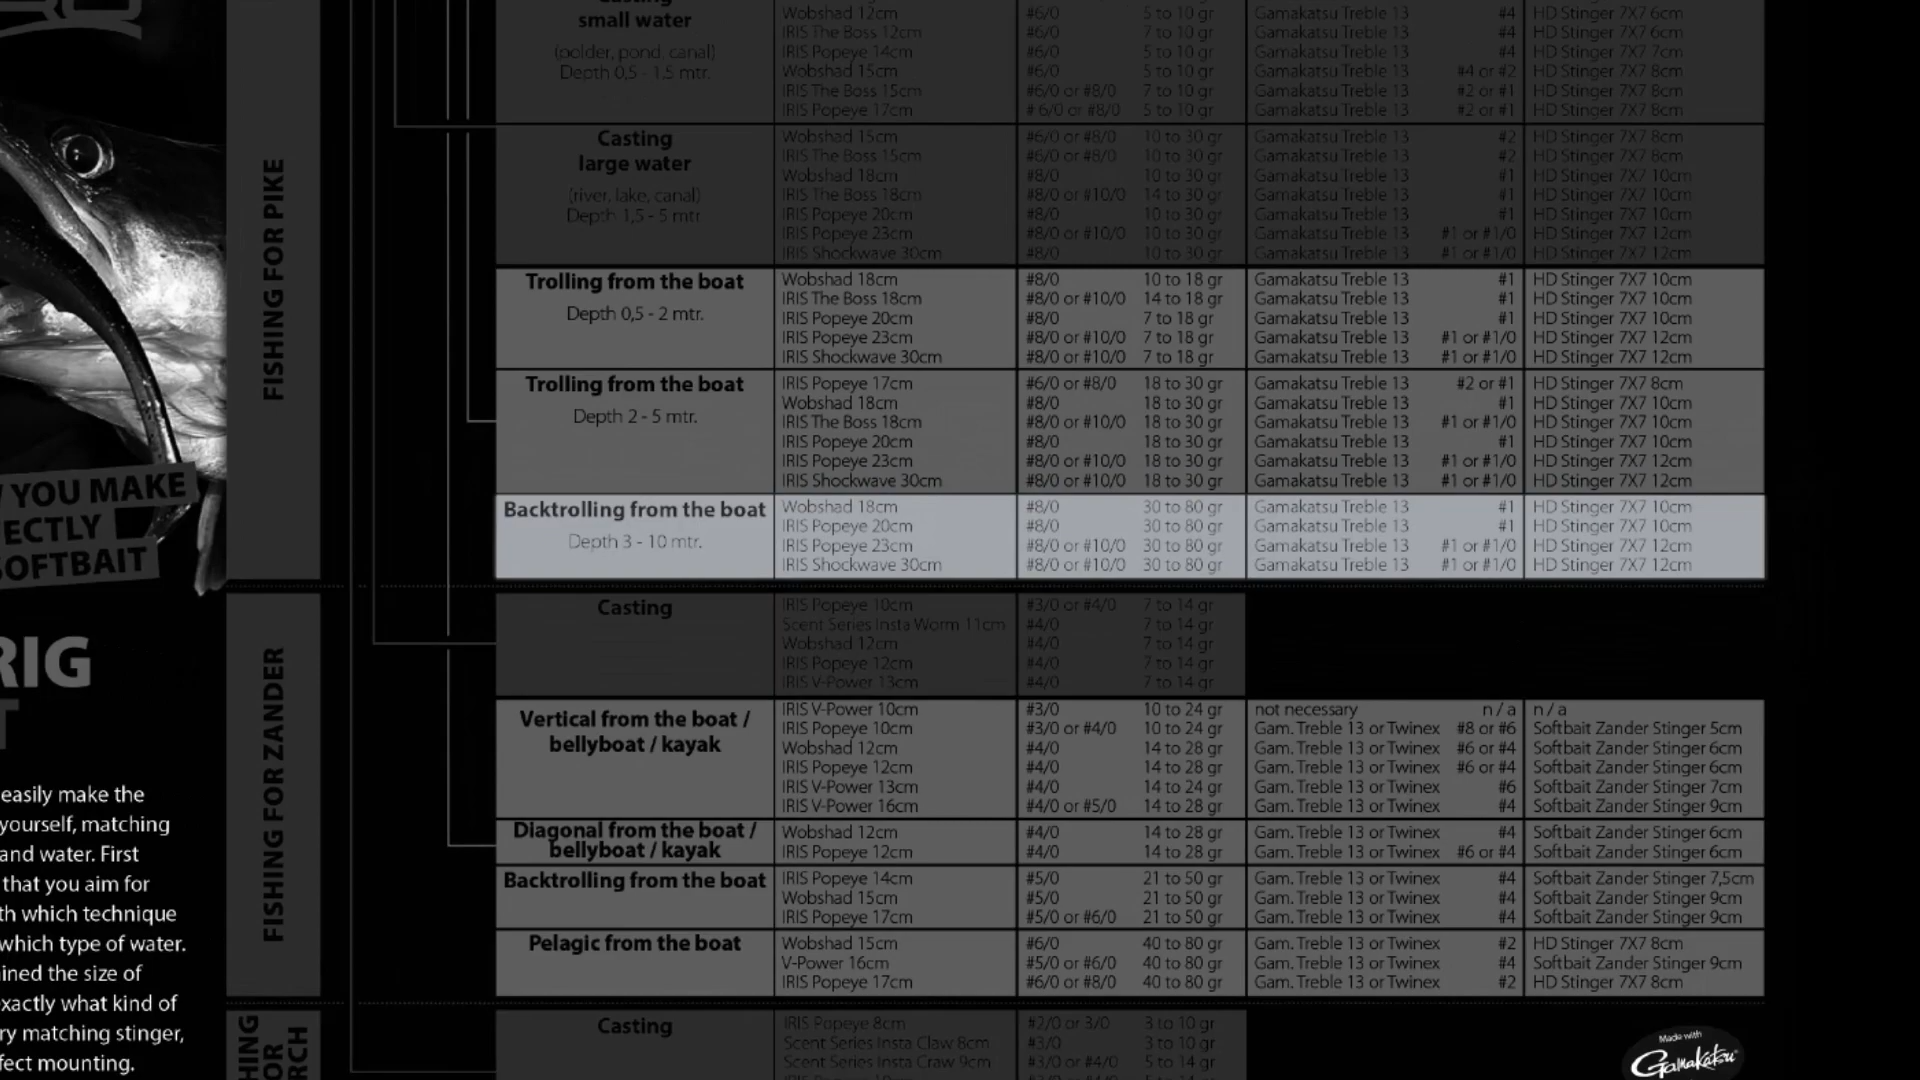 Casting
small water
(polder, pond, canal)
Depth 0,5 - 1,5 mtr.
Wobshad 12cm #6/0 5 to 10 gr Gamakatsu Treble 13 #4 HD Stinger 7X7 6cm
IRIS The Boss 12cm #6/0 7 to 10 gr Gamakatsu Treble 13 #4 HD Stinger 7X7 6cm
IRIS Popeye 14cm #6/0 5 to 10 gr Gamakatsu Treble 13 #4 HD Stinger 7X7 7cm
Wobshad 15cm #6/0 5 to 10 gr Gamakatsu Treble 13 #4 or #2 HD Stinger 7X7 8cm
IRIS The Boss 15cm #6/0 or #8/0 7 to 10 gr Gamakatsu Treble 13 #2 or #1 HD Stinger 7X7 8cm
IRIS Popeye 17cm # 6/0 or #8/0 5 to 10 gr Gamakatsu Treble 13 #2 or #1 HD Stinger 7X7 8cm
FISHING FOR PIKE
Casting
large water
(river, lake, canal)
Depth 1,5 - 5 mtr
Wobshad 15cm #6/0 or #8/0 10 to 30 gr Gamakatsu Treble 13 #2 HD Stinger 7X7 8cm
IRIS The Boss 15cm #6/0 or #8/0 10 to 30 gr Gamakatsu Treble 13 #2 HD Stinger 7X7 8cm
Wobshad 18cm #8/0 10 to 30 gr Gamakatsu Treble 13 #1 HD Stinger 7X7 10cm
IRIS The Boss 18cm #8/0 or #10/0 14 to 30 gr Gamakatsu Treble 13 #1 HD Stinger 7X7 10cm
IRIS Popeye 20cm #8/0 10 to 30 gr Gamakatsu Treble 13 #1 HD Stinger 7X7 10cm
IRIS Popeye 23cm #8/0 or #10/0 10 to 30 gr Gamakatsu Treble 13 #1 or #1/0 HD Stinger 7X7 12cm
IRIS Shockwave 30cm #8/0 10 to 30 gr Gamakatsu Treble 13 #1 or #1/0 HD Stinger 7X7 12cm
Trolling from the boat
Depth 0,5 - 2 mtr.
Wobshad 18cm #8/0 10 to 18 gr Gamakatsu Treble 13 #1 HD Stinger 7X7 10cm
IRIS The Boss 18cm #8/0 or #10/0 14 to 18 gr Gamakatsu Treble 13 #1 HD Stinger 7X7 10cm
IRIS Popeye 20cm #8/0 7 to 18 gr Gamakatsu Treble 13 #1 HD Stinger 7X7 10cm
IRIS Popeye 23cm #8/0 or #10/0 7 to 18 gr Gamakatsu Treble 13 #1 or #1/0 HD Stinger 7X7 12cm
IRIS Shockwave 30cm #8/0 or #10/0 7 to 18 gr Gamakatsu Treble 13 #1 or #1/0 HD Stinger 7X7 12cm
Trolling from the boat
Depth 2 - 5 mtr.
IRIS Popeye 17cm #6/0 or #8/0 18 to 30 gr Gamakatsu Treble 13 #2 or #1 HD Stinger 7X7 8cm
Wobshad 18cm #8/0 18 to 30 gr Gamakatsu Treble 13 #1 HD Stinger 7X7 10cm
IRIS The Boss 18cm #8/0 or #10/0 18 to 30 gr Gamakatsu Treble 13 #1 or #1/0 HD Stinger 7X7 10cm
IRIS Popeye 20cm #8/0 18 to 30 gr Gamakatsu Treble 13 #1 HD Stinger 7X7 10cm
IRIS Popeye 23cm #8/0 or #10/0 18 to 30 gr Gamakatsu Treble 13 #1 or #1/0 HD Stinger 7X7 12cm
IRIS Shockwave 30cm #8/0 or #10/0 18 to 30 gr Gamakatsu Treble 13 #1 or #1/0 HD Stinger 7X7 12cm
Backtrolling from the boat
Depth 3 - 10 mtr.
Wobshad 18cm #8/0 30 to 80 gr Gamakatsu Treble 13 #1 HD Stinger 7X7 10cm
IRIS Popeye 20cm #8/0 30 to 80 gr Gamakatsu Treble 13 #1 HD Stinger 7X7 10cm
IRIS Popeye 23cm #8/0 or #10/0 30 to 80 gr Gamakatsu Treble 13 #1 or #1/0 HD Stinger 7X7 12cm
IRIS Shockwave 30cm #8/0 or #10/0 30 to 80 gr Gamakatsu Treble 13 #1 or #1/0 HD Stinger 7X7 12cm
YOU MAKE
ECTLY
SOFTBAIT
RIG
T
easily make the
yourself, matching
and water. First
that you aim for
th which technique
which type of water.
ined the size of
xactly what kind of
ry matching stinger,
fect mounting.
FISHING FOR ZANDER
Casting
IRIS Popeye 10cm #3/0 or #4/0 7 to 14 gr
Scent Series Insta Worm 11cm #4/0 7 to 14 gr
Wobshad 12cm #4/0 7 to 14 gr
IRIS Popeye 12cm #4/0 7 to 14 gr
IRIS V-Power 13cm #4/0 7 to 14 gr
Vertical from the boat /
bellyboat / kayak
IRIS V-Power 10cm #3/0 10 to 24 gr not necessary n / a n / a
IRIS Popeye 10cm #3/0 or #4/0 10 to 24 gr Gam. Treble 13 or Twinex #8 or #6 Softbait Zander Stinger 5cm
Wobshad 12cm #4/0 14 to 28 gr Gam. Treble 13 or Twinex #6 or #4 Softbait Zander Stinger 6cm
IRIS Popeye 12cm #4/0 14 to 28 gr Gam. Treble 13 or Twinex #6 or #4 Softbait Zander Stinger 6cm
IRIS V-Power 13cm #4/0 14 to 28 gr Gam. Treble 13 or Twinex #6 Softbait Zander Stinger 7cm
IRIS V-Power 16cm #4/0 or #5/0 14 to 28 gr Gam. Treble 13 or Twinex #4 Softbait Zander Stinger 9cm
Diagonal from the boat /
bellyboat / kayak
Wobshad 12cm #4/0 14 to 28 gr Gam. Treble 13 or Twinex #4 Softbait Zander Stinger 6cm
IRIS Popeye 12cm #4/0 14 to 28 gr Gam. Treble 13 or Twinex #6 or #4 Softbait Zander Stinger 6cm
Backtrolling from the boat
IRIS Popeye 14cm #5/0 21 to 50 gr Gam. Treble 13 or Twinex #4 Softbait Zander Stinger 7,5cm
Wobshad 15cm #5/0 21 to 50 gr Gam. Treble 13 or Twinex #4 Softbait Zander Stinger 9cm
IRIS Popeye 17cm #5/0 or #6/0 21 to 50 gr Gam. Treble 13 or Twinex #4 Softbait Zander Stinger 9cm
Pelagic from the boat
Wobshad 15cm #6/0 40 to 80 gr Gam. Treble 13 or Twinex #2 HD Stinger 7X7 8cm
V-Power 16cm #5/0 or #6/0 40 to 80 gr Gam. Treble 13 or Twinex #4 Softbait Zander Stinger 9cm
IRIS Popeye 17cm #6/0 or #8/0 40 to 80 gr Gam. Treble 13 or Twinex #2 HD Stinger 7X7 8cm
HING
OR
RCH
Casting
IRIS Popeye 8cm #2/0 or 3/0 3 to 10 gr
Scent Series Insta Claw 8cm #3/0 3 to 10 gr
Scent Series Insta Craw 9cm #3/0 or #4/0 5 to 14 gr
Made with
Gamakatsu